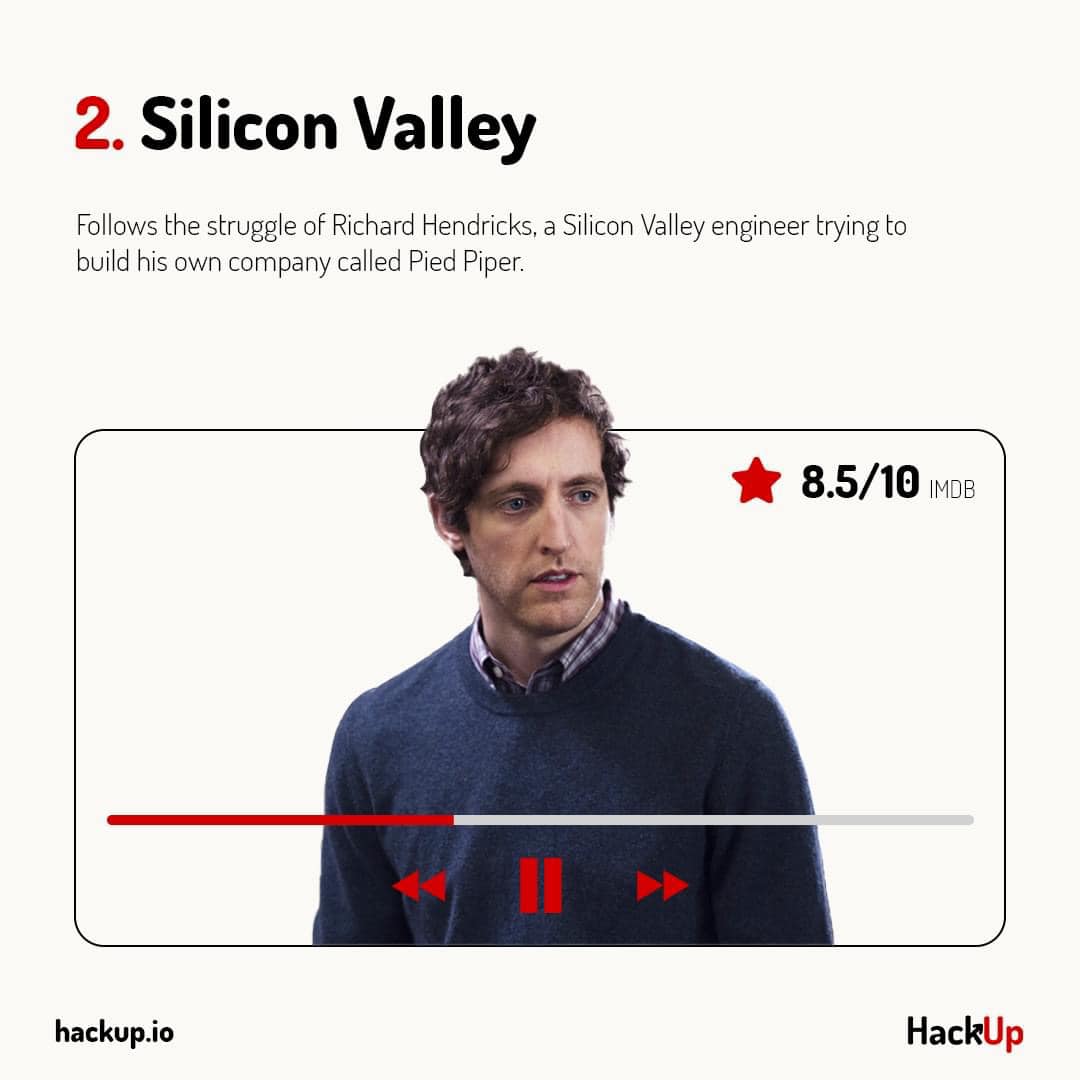 2. Silicon Valley
Follows the struggle of Richard Hendricks, a Silicon Valley engineer trying to
build his own company called Pied Piper.
8.5/10 IMDB
hackup.io
HackUp